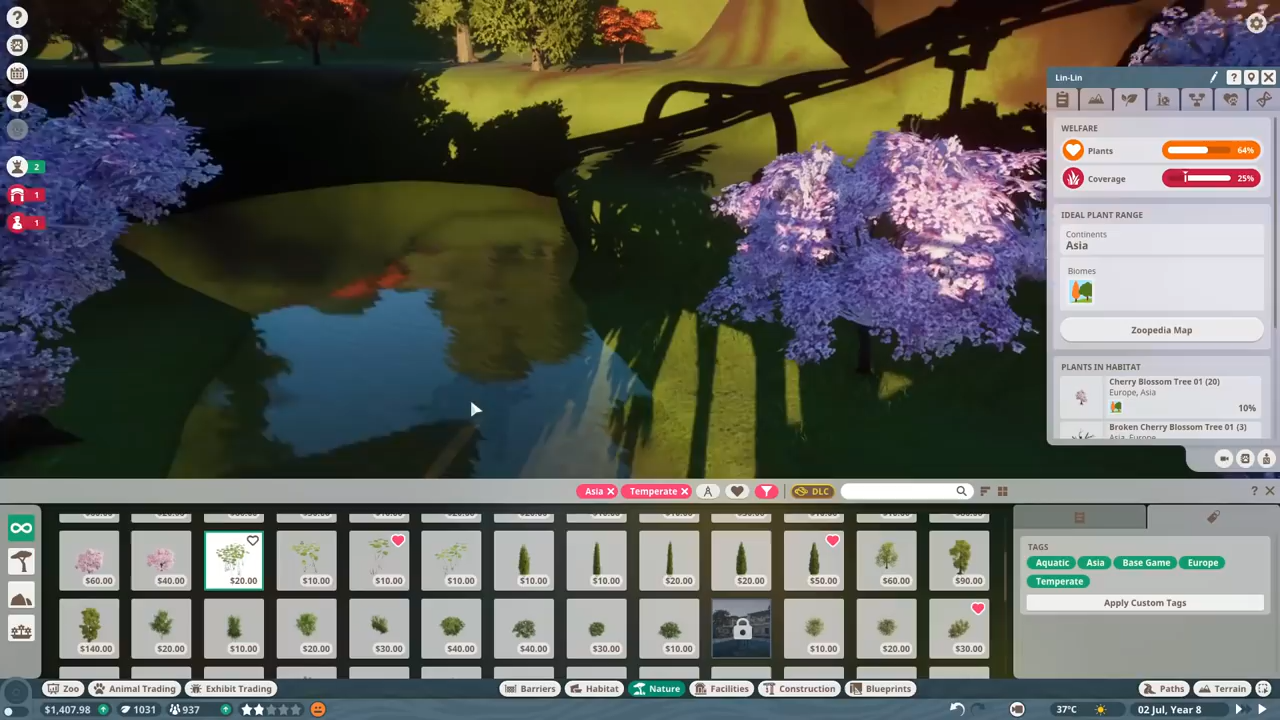 Lin-Lin
?
WELFARE
Plants 64%
Coverage 25%
IDEAL PLANT RANGE
Continents
Asia
Biomes
Zoopedia Map
PLANTS IN HABITAT
Cherry Blossom Tree 01 (20)
Europe, Asia
10%
Broken Cherry Blossom Tree 01 (3)
Asia, Europe
?
2
1
1
Asia × Temperate × DLC
? ×
$60.00 $40.00 $20.00 $10.00 $10.00 $10.00 $10.00 $10.00 $20.00 $20.00 $50.00 $60.00 $90.00
$140.00 $20.00 $10.00 $20.00 $30.00 $40.00 $40.00 $30.00 $10.00 $10.00 $20.00 $30.00
TAGS
Aquatic Asia Base Game Europe
Temperate
Apply Custom Tags
Zoo Animal Trading Exhibit Trading Barriers Habitat Nature Facilities Construction Blueprints Paths Terrain
$1,407.98 1031 937 37°C 02 Jul, Year 8